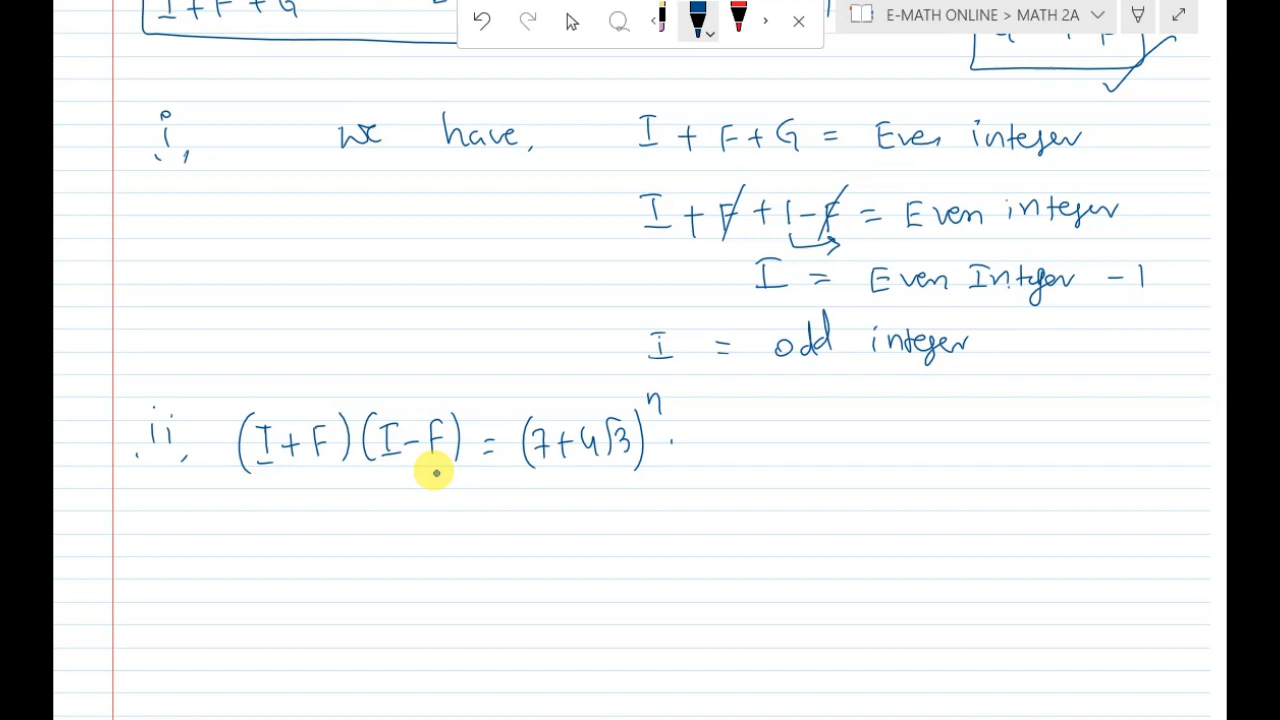 I + F + G
E-MATH ONLINE > MATH 2A
i, we have, I + F + G = Even integer
I + F + 1 - F = Even integer
I = Even Integer - 1
I = odd integer
ii, (I + F)(I - F) = (7 + 4√3)^n .